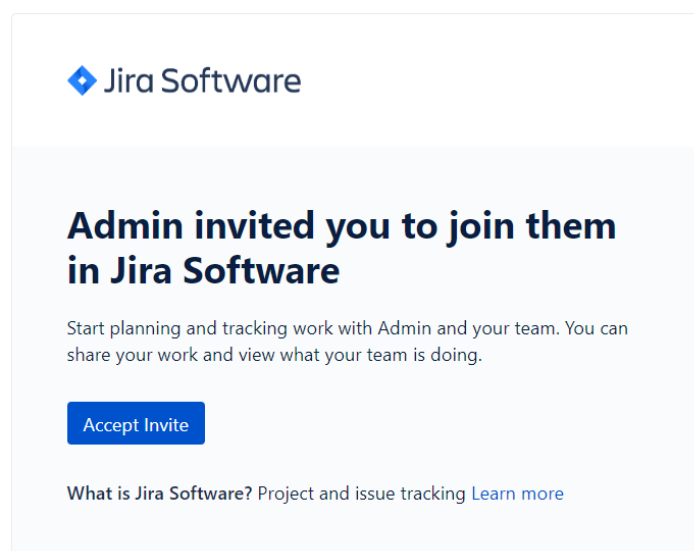 Jira Software
Admin invited you to join them
in Jira Software
Start planning and tracking work with Admin and your team. You can
share your work and view what your team is doing.
Accept Invite
What is Jira Software? Project and issue tracking Learn more